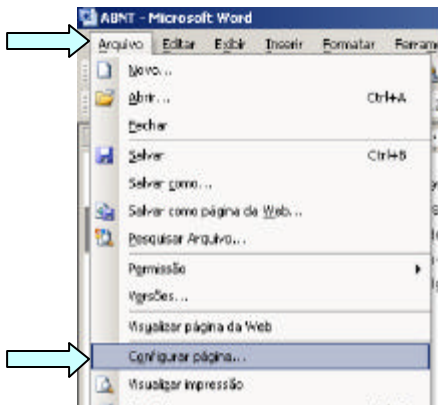 ABNT - Microsoft Word
Arquivo Editar Exibir Inserir Formatar Ferram
Novo...
Abrir... Ctrl+A
Fechar
Salvar Ctrl+B
Salvar como...
Salvar como página da Web...
Pesquisar Arquivo...
Permissão
Versões...
Visualizar página da Web
Configurar página...
Visualizar impressão